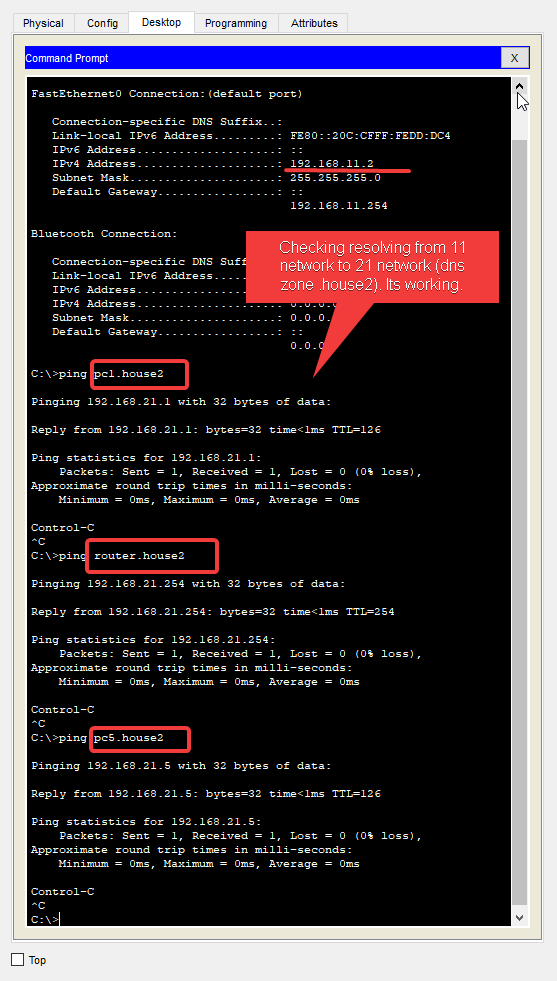 Physical Config Desktop Programming Attributes
Command Prompt X
FastEthernet0 Connection:(default port)
Connection-specific DNS Suffix..:
Link-local IPv6 Address.........: FE80::20C:CFFF:FEDD:DC4
IPv6 Address....................: ::
IPv4 Address....................: 192.168.11.2
Subnet Mask.....................: 255.255.255.0
Default Gateway.................: ::
192.168.11.254
Bluetooth Connection:
Checking resolving from 11
network to 21 network (dns
zone .house2). Its working.
Connection-specific DNS Suff
Link-local IPv6 Address.....
IPv6 Address................
IPv4 Address....................: 0.0.0.
Subnet Mask.....................: 0.0.0.
Default Gateway.................: ::
0.0.
C:\>ping pc1.house2
Pinging 192.168.21.1 with 32 bytes of data:
Reply from 192.168.21.1: bytes=32 time<1ms TTL=126
Ping statistics for 192.168.21.1:
Packets: Sent = 1, Received = 1, Lost = 0 (0% loss),
Approximate round trip times in milli-seconds:
Minimum = 0ms, Maximum = 0ms, Average = 0ms
Control-C
^C
C:\>ping router.house2
Pinging 192.168.21.254 with 32 bytes of data:
Reply from 192.168.21.254: bytes=32 time<1ms TTL=254
Ping statistics for 192.168.21.254:
Packets: Sent = 1, Received = 1, Lost = 0 (0% loss),
Approximate round trip times in milli-seconds:
Minimum = 0ms, Maximum = 0ms, Average = 0ms
Control-C
^C
C:\>ping pc5.house2
Pinging 192.168.21.5 with 32 bytes of data:
Reply from 192.168.21.5: bytes=32 time<1ms TTL=126
Ping statistics for 192.168.21.5:
Packets: Sent = 1, Received = 1, Lost = 0 (0% loss),
Approximate round trip times in milli-seconds:
Minimum = 0ms, Maximum = 0ms, Average = 0ms
Control-C
^C
C:\>
Top